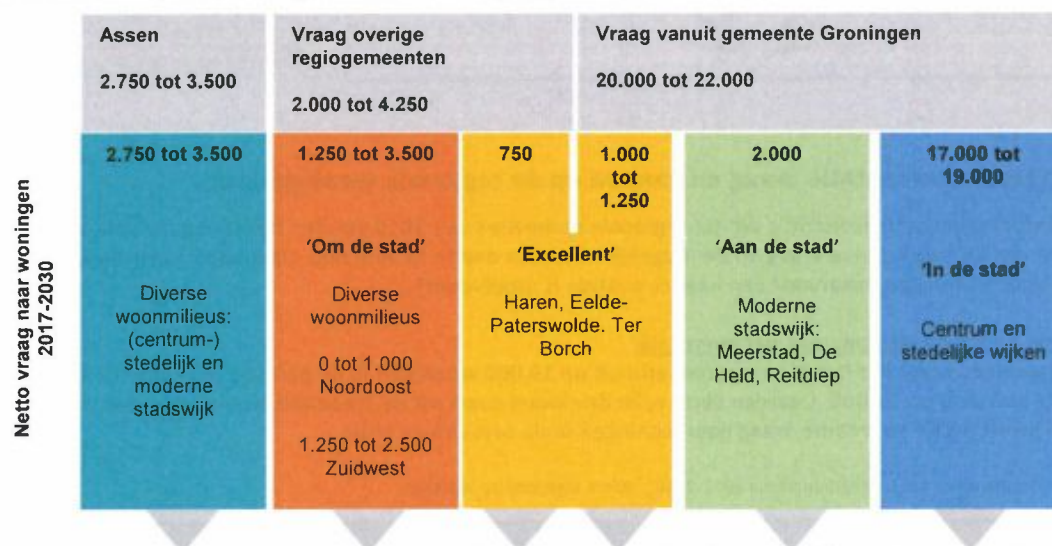 Netto vraag naar woningen
2017-2030
Assen
2.750 tot 3.500
Vraag overige
regiogemeenten
2.000 tot 4.250
Vraag vanuit gemeente Groningen
20.000 tot 22.000
2.750 tot 3.500
Diverse
woonmilieus:
(centrum-)
stedelijk en
moderne
stadswijk
1.250 tot 3.500
'Om de stad'
Diverse
woonmilieus
0 tot 1.000
Noordoost
1.250 tot 2.500
Zuidwest
750
1.000
tot
1.250
'Excellent'
Haren, Eelde-
Paterswolde. Ter
Borch
2.000
'Aan de stad'
Moderne
stadswijk:
Meerstad, De
Held, Reitdiep
17.000 tot
19.000
'In de stad'
Centrum en
stedelijke wijken